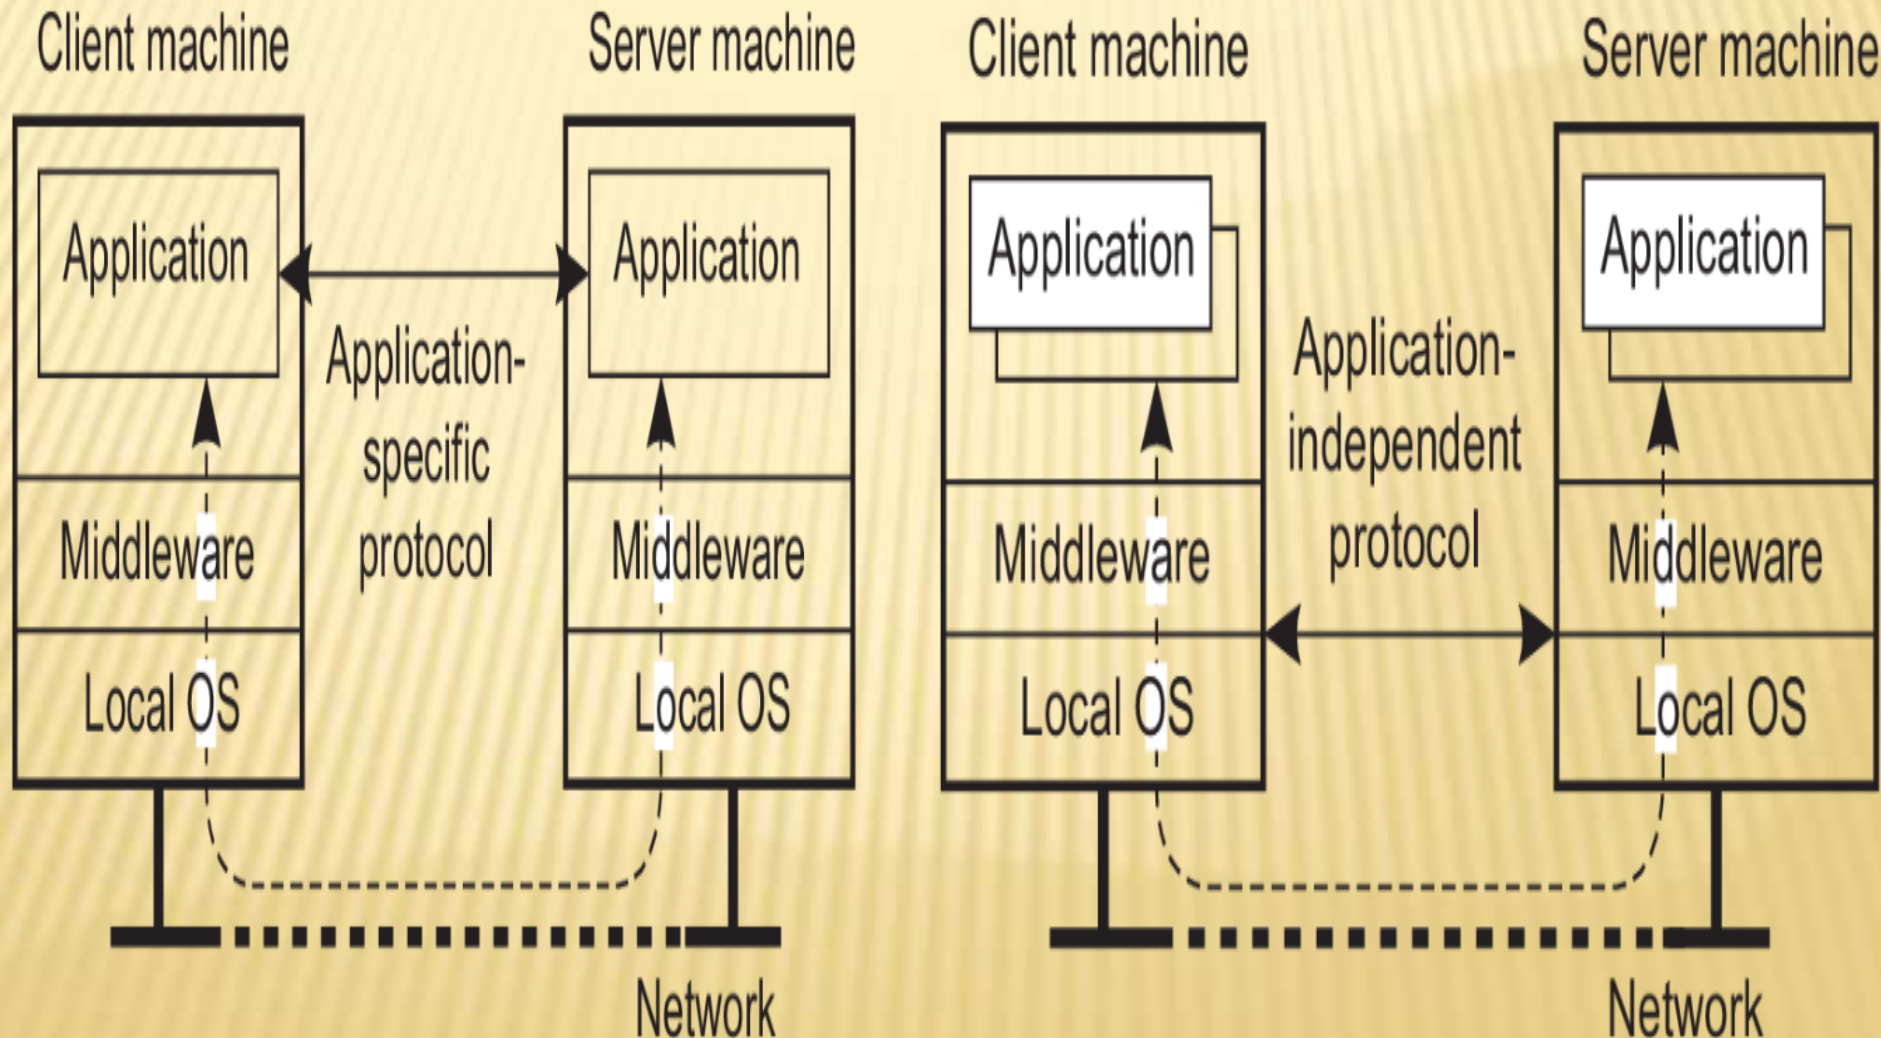 Client machine
Server machine
Application
Application
Application-
specific
protocol
Middleware
Middleware
Local OS
Local OS
Network
Client machine
Server machine
Application
Application
Application-
independent
protocol
Middleware
Middleware
Local OS
Local OS
Network